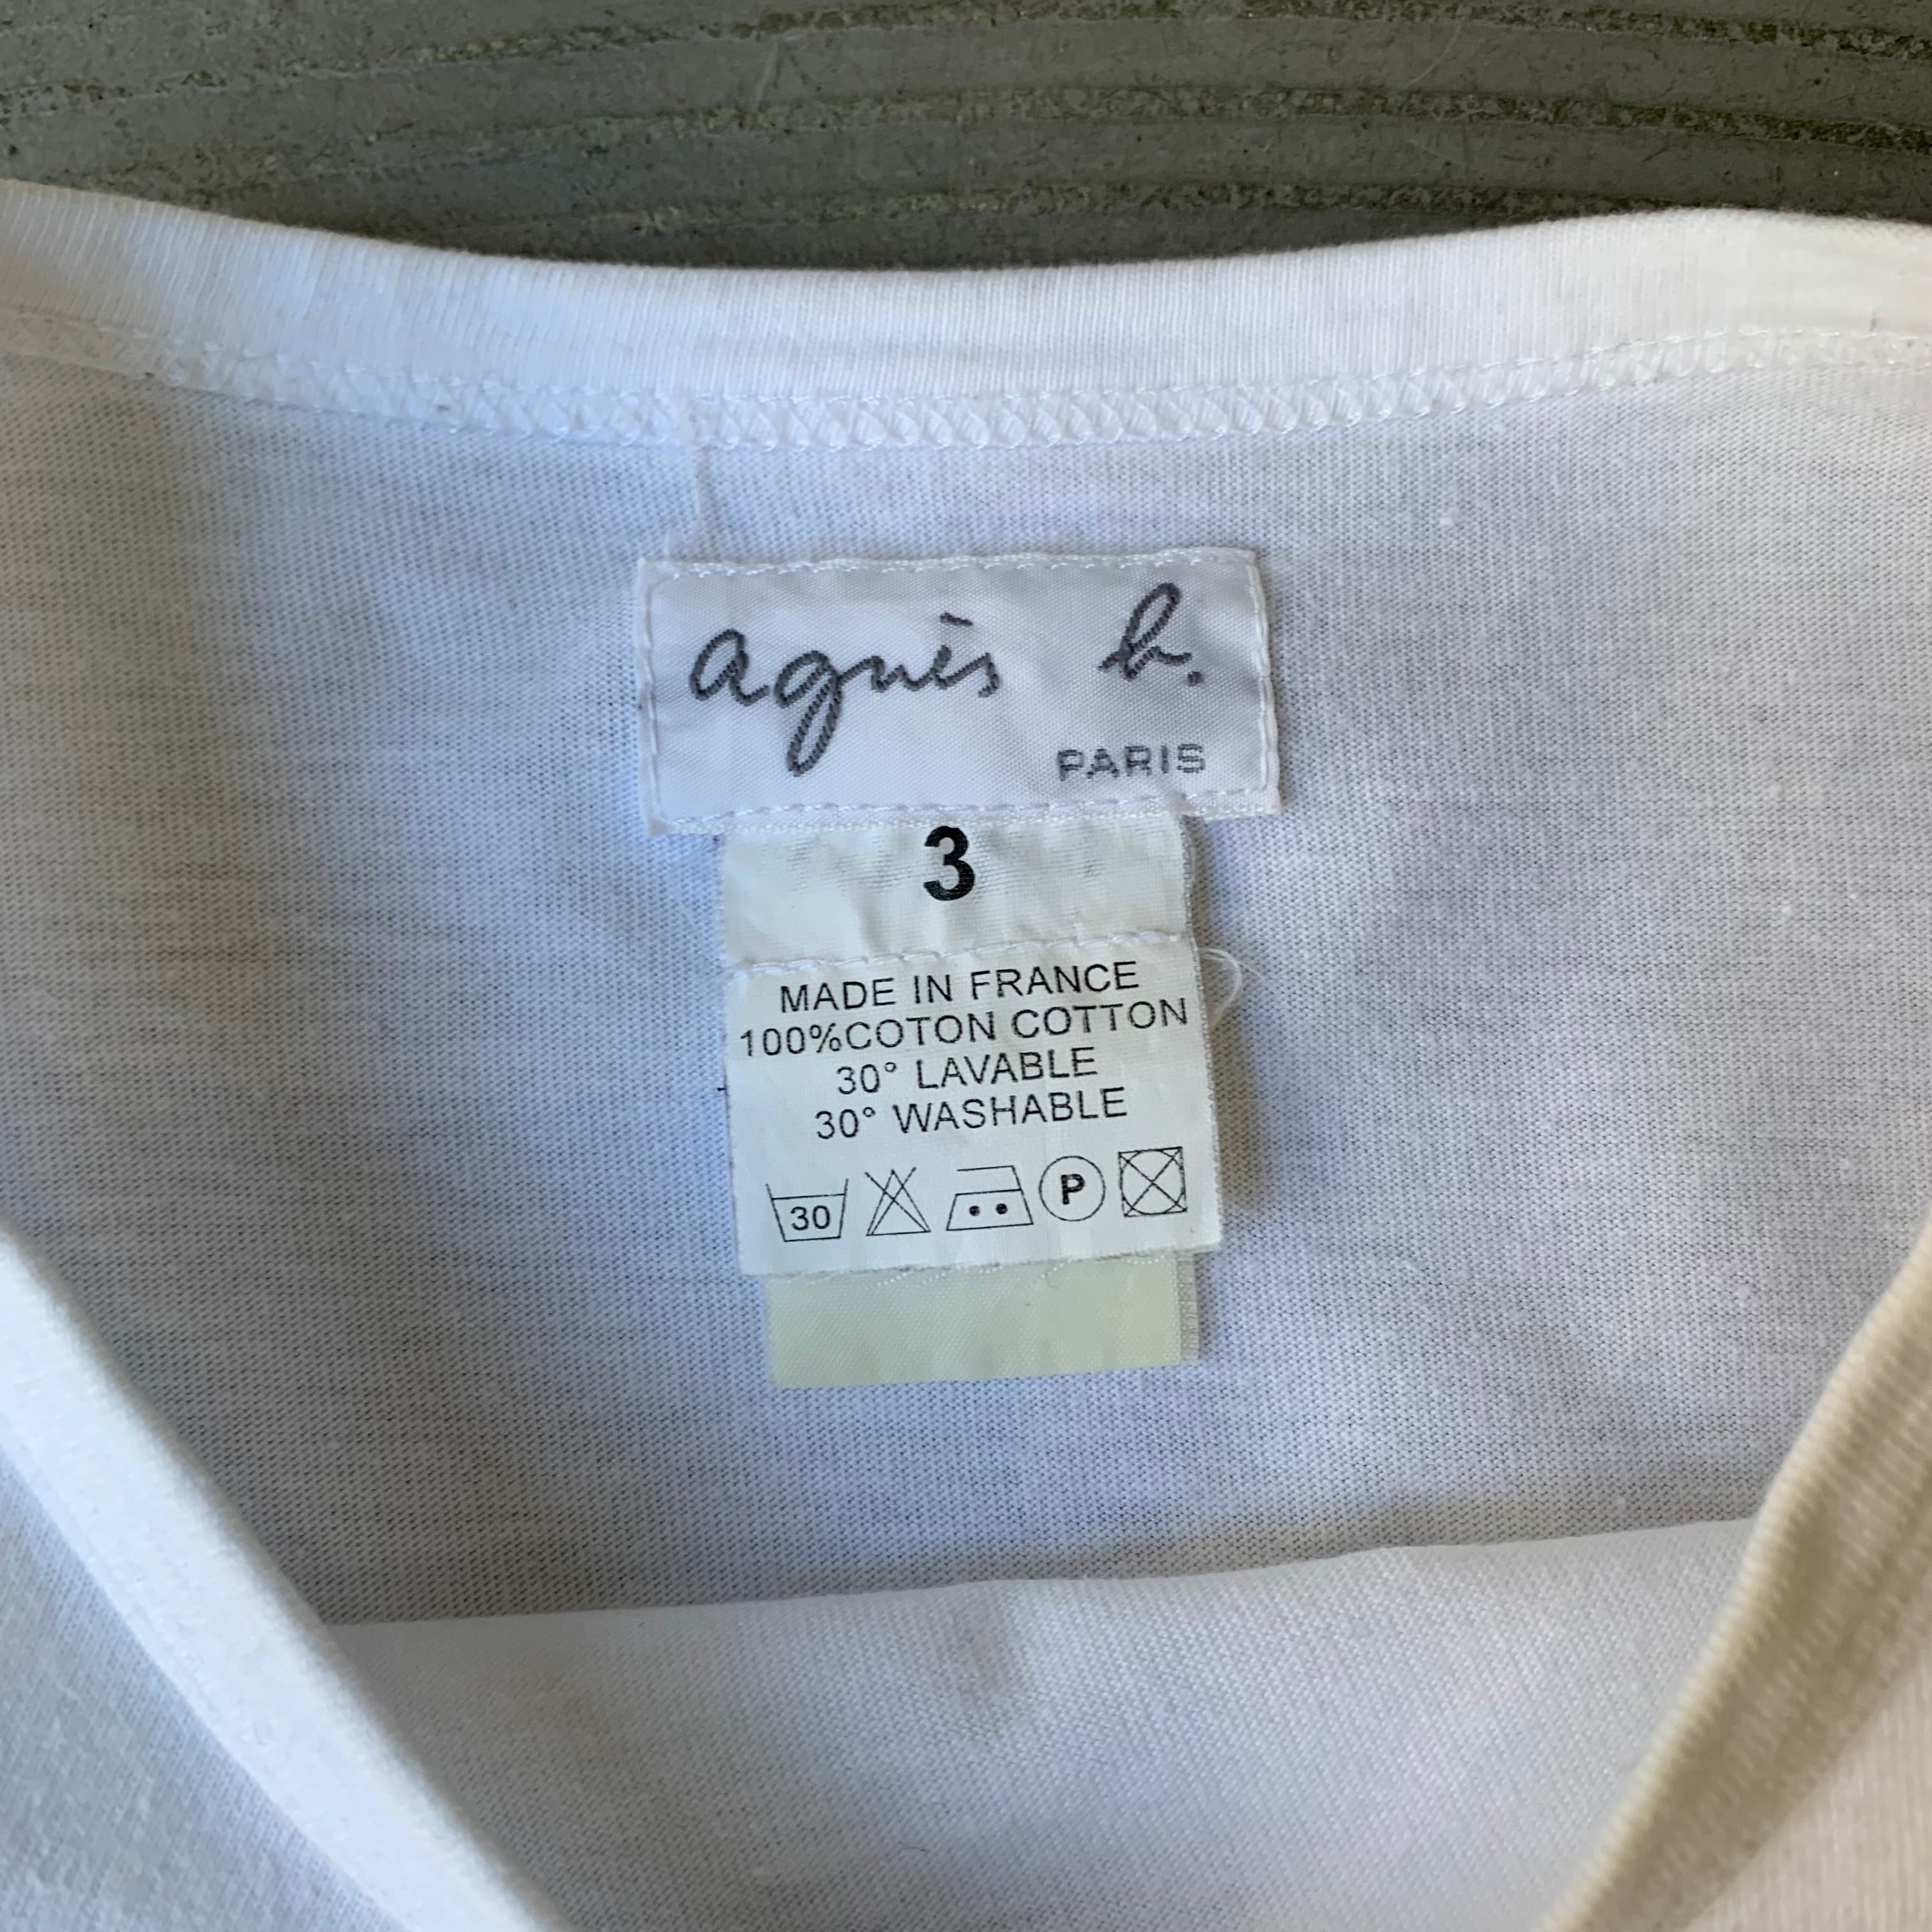 agnès b.
PARIS
3
MADE IN FRANCE
100%COTON COTTON
30° LAVABLE
30° WASHABLE
30 P